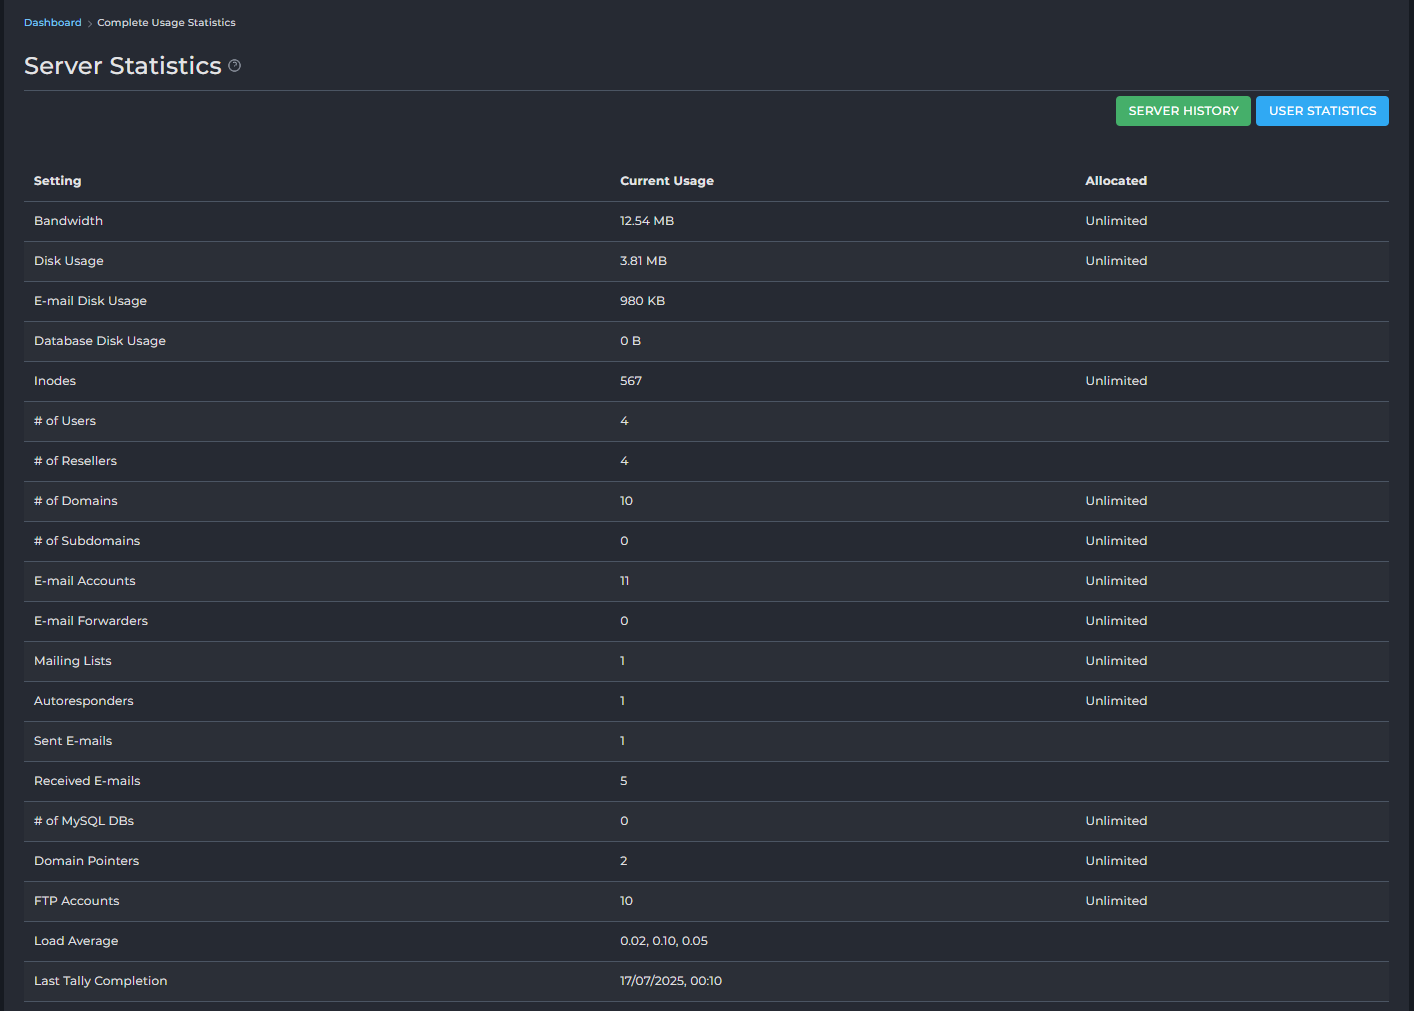 Dashboard > Complete Usage Statistics
Server Statistics ?
SERVER HISTORY USER STATISTICS
Setting Current Usage Allocated
Bandwidth 12.54 MB Unlimited
Disk Usage 3.81 MB Unlimited
E-mail Disk Usage 980 KB
Database Disk Usage 0 B
Inodes 567 Unlimited
# of Users 4
# of Resellers 4
# of Domains 10 Unlimited
# of Subdomains 0 Unlimited
E-mail Accounts 11 Unlimited
E-mail Forwarders 0 Unlimited
Mailing Lists 1 Unlimited
Autoresponders 1 Unlimited
Sent E-mails 1
Received E-mails 5
# of MySQL DBs 0 Unlimited
Domain Pointers 2 Unlimited
FTP Accounts 10 Unlimited
Load Average 0.02, 0.10, 0.05
Last Tally Completion 17/07/2025, 00:10